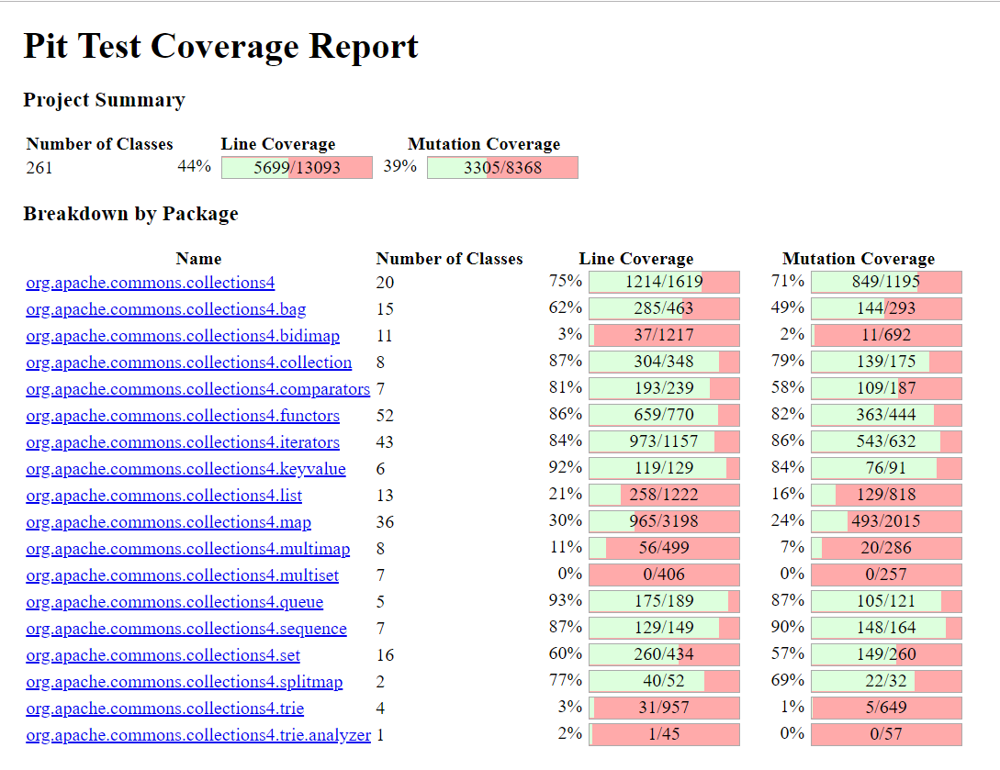 Pit Test Coverage Report
Project Summary
Number of Classes Line Coverage Mutation Coverage
261 44% 5699/13093 39% 3305/8368
Breakdown by Package
Name Number of Classes Line Coverage Mutation Coverage
org.apache.commons.collections4 20 75% 1214/1619 71% 849/1195
org.apache.commons.collections4.bag 15 62% 285/463 49% 144/293
org.apache.commons.collections4.bidimap 11 3% 37/1217 2% 11/692
org.apache.commons.collections4.collection 8 87% 304/348 79% 139/175
org.apache.commons.collections4.comparators 7 81% 193/239 58% 109/187
org.apache.commons.collections4.functors 52 86% 659/770 82% 363/444
org.apache.commons.collections4.iterators 43 84% 973/1157 86% 543/632
org.apache.commons.collections4.keyvalue 6 92% 119/129 84% 76/91
org.apache.commons.collections4.list 13 21% 258/1222 16% 129/818
org.apache.commons.collections4.map 36 30% 965/3198 24% 493/2015
org.apache.commons.collections4.multimap 8 11% 56/499 7% 20/286
org.apache.commons.collections4.multiset 7 0% 0/406 0% 0/257
org.apache.commons.collections4.queue 5 93% 175/189 87% 105/121
org.apache.commons.collections4.sequence 7 87% 129/149 90% 148/164
org.apache.commons.collections4.set 16 60% 260/434 57% 149/260
org.apache.commons.collections4.splitmap 2 77% 40/52 69% 22/32
org.apache.commons.collections4.trie 4 3% 31/957 1% 5/649
org.apache.commons.collections4.trie.analyzer 1 2% 1/45 0% 0/57